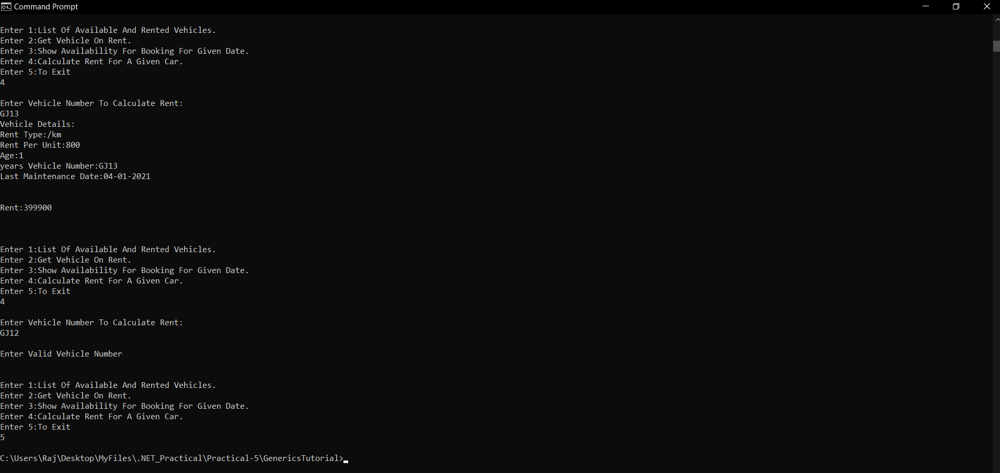 Command Prompt
Enter 1:List Of Available And Rented Vehicles.
Enter 2:Get Vehicle On Rent.
Enter 3:Show Availability For Booking For Given Date.
Enter 4:Calculate Rent For A Given Car.
Enter 5:To Exit
4
Enter Vehicle Number To Calculate Rent:
GJ13
Vehicle Details:
Rent Type:/km
Rent Per Unit:800
Age:1
years Vehicle Number:GJ13
Last Maintenance Date:04-01-2021
Rent:399900
Enter 1:List Of Available And Rented Vehicles.
Enter 2:Get Vehicle On Rent.
Enter 3:Show Availability For Booking For Given Date.
Enter 4:Calculate Rent For A Given Car.
Enter 5:To Exit
4
Enter Vehicle Number To Calculate Rent:
GJ12
Enter Valid Vehicle Number
Enter 1:List Of Available And Rented Vehicles.
Enter 2:Get Vehicle On Rent.
Enter 3:Show Availability For Booking For Given Date.
Enter 4:Calculate Rent For A Given Car.
Enter 5:To Exit
5
C:\Users\Raj\Desktop\MyFiles\.NET_Practical\Practical-5\GenericsTutorial>